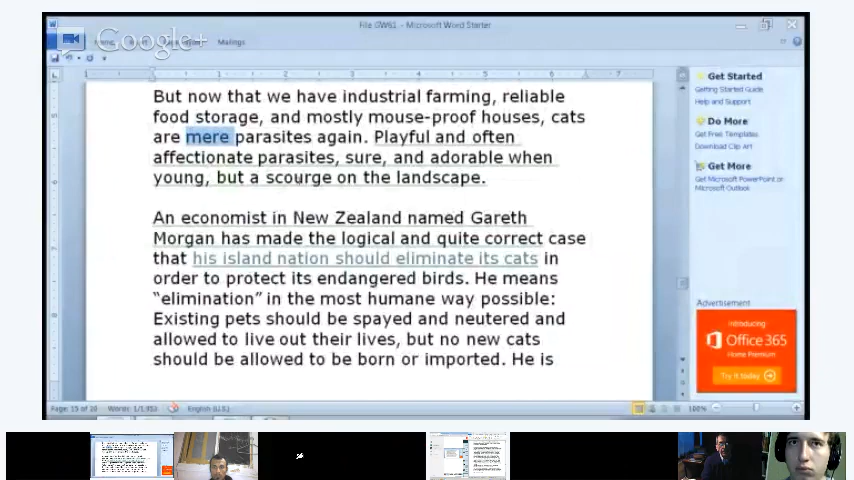 File GW61 - Microsoft Word Starter
Google+
Mailings
But now that we have industrial farming, reliable
food storage, and mostly mouse-proof houses, cats
are mere parasites again. Playful and often
affectionate parasites, sure, and adorable when
young, but a scourge on the landscape.
An economist in New Zealand named Gareth
Morgan has made the logical and quite correct case
that his island nation should eliminate its cats in
order to protect its endangered birds. He means
“elimination” in the most humane way possible:
Existing pets should be spayed and neutered and
allowed to live out their lives, but no new cats
should be allowed to be born or imported. He is
Get Started
Getting Started Guide
Help and Support
Do More
Get Free Templates
Download Clip Art
Get More
Get Microsoft PowerPoint or
Microsoft Outlook
Advertisement
Introducing
Office 365
Home Premium
Try it today
Page: 15 of 20 Words: 1/1,953 English (U.S.) 100%